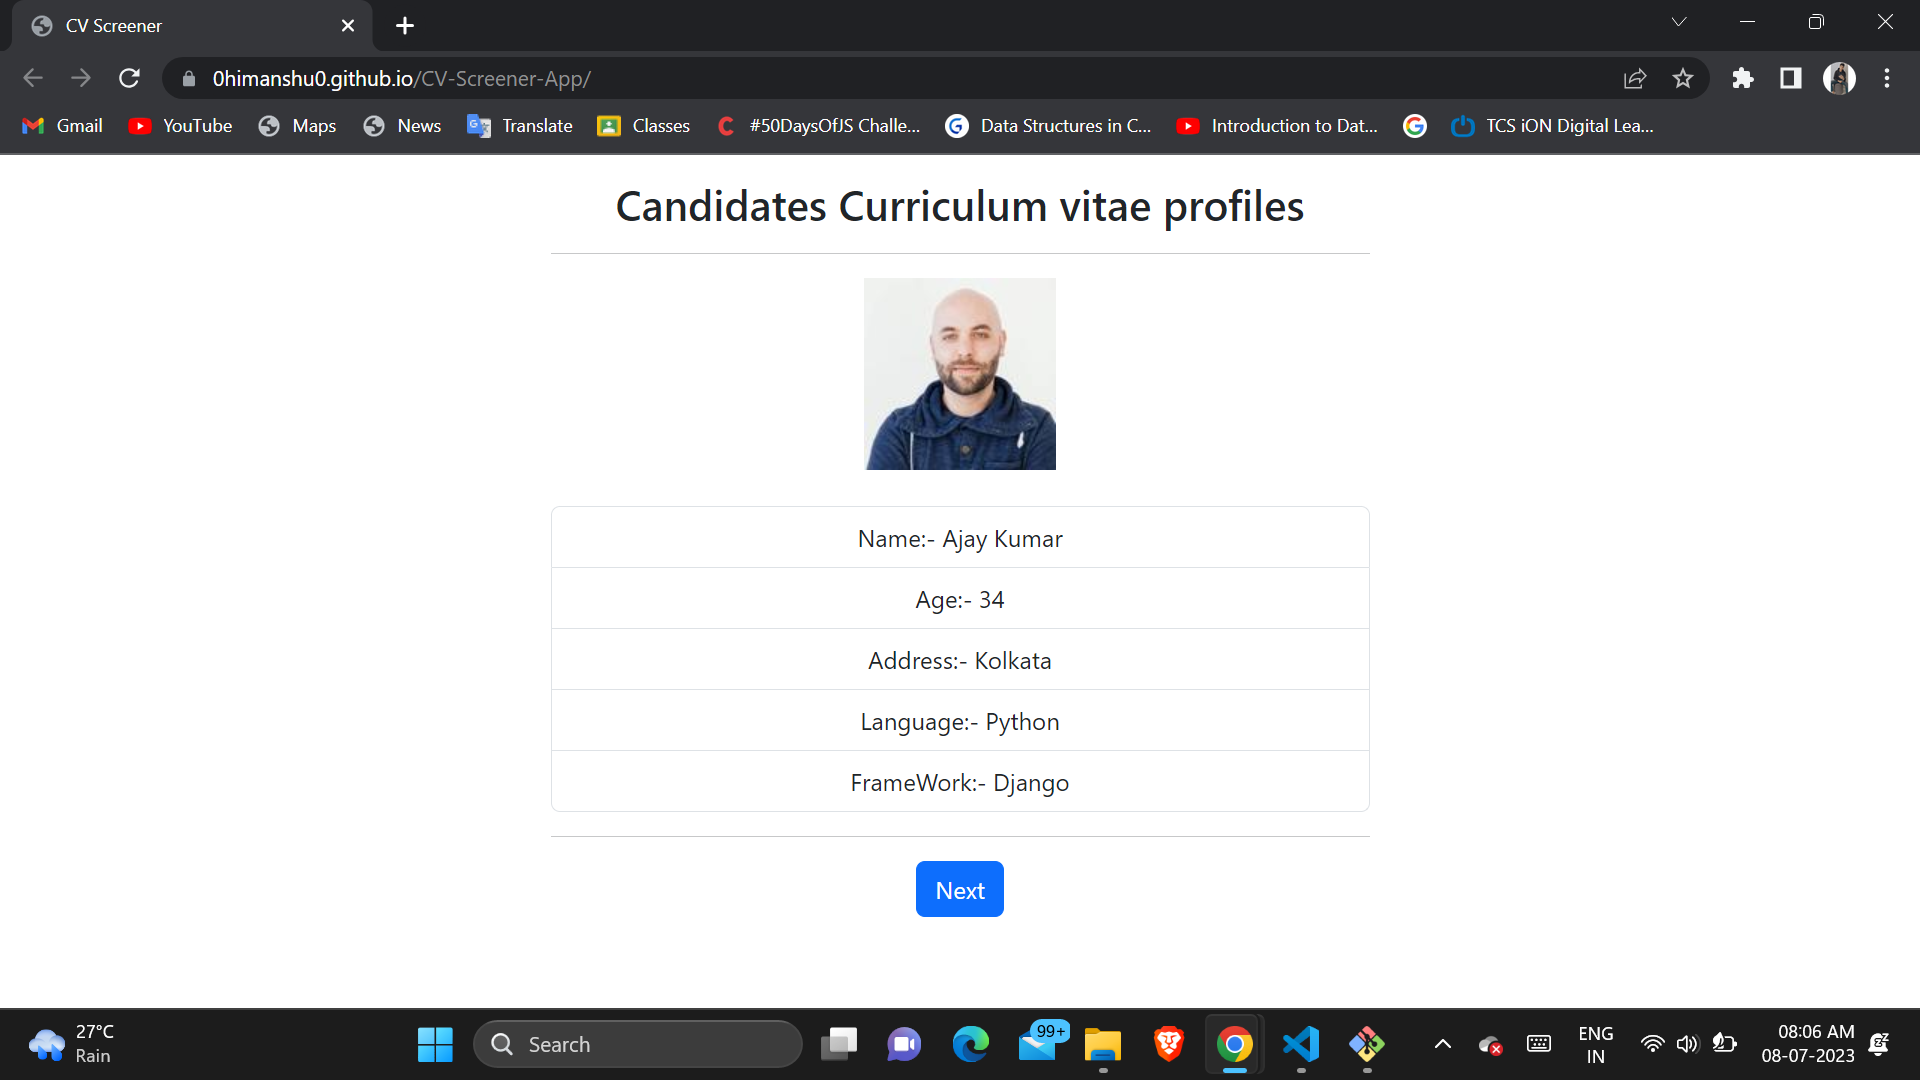 CV Screener
0himanshu0.github.io/CV-Screener-App/
Gmail YouTube Maps News Translate Classes #50DaysOfJS Challe... Data Structures in C... Introduction to Dat... TCS iON Digital Lea...
Candidates Curriculum vitae profiles
Name:- Ajay Kumar
Age:- 34
Address:- Kolkata
Language:- Python
FrameWork:- Django
Next
27°C
Rain
Search
99+
ENG
IN
08:06 AM
08-07-2023